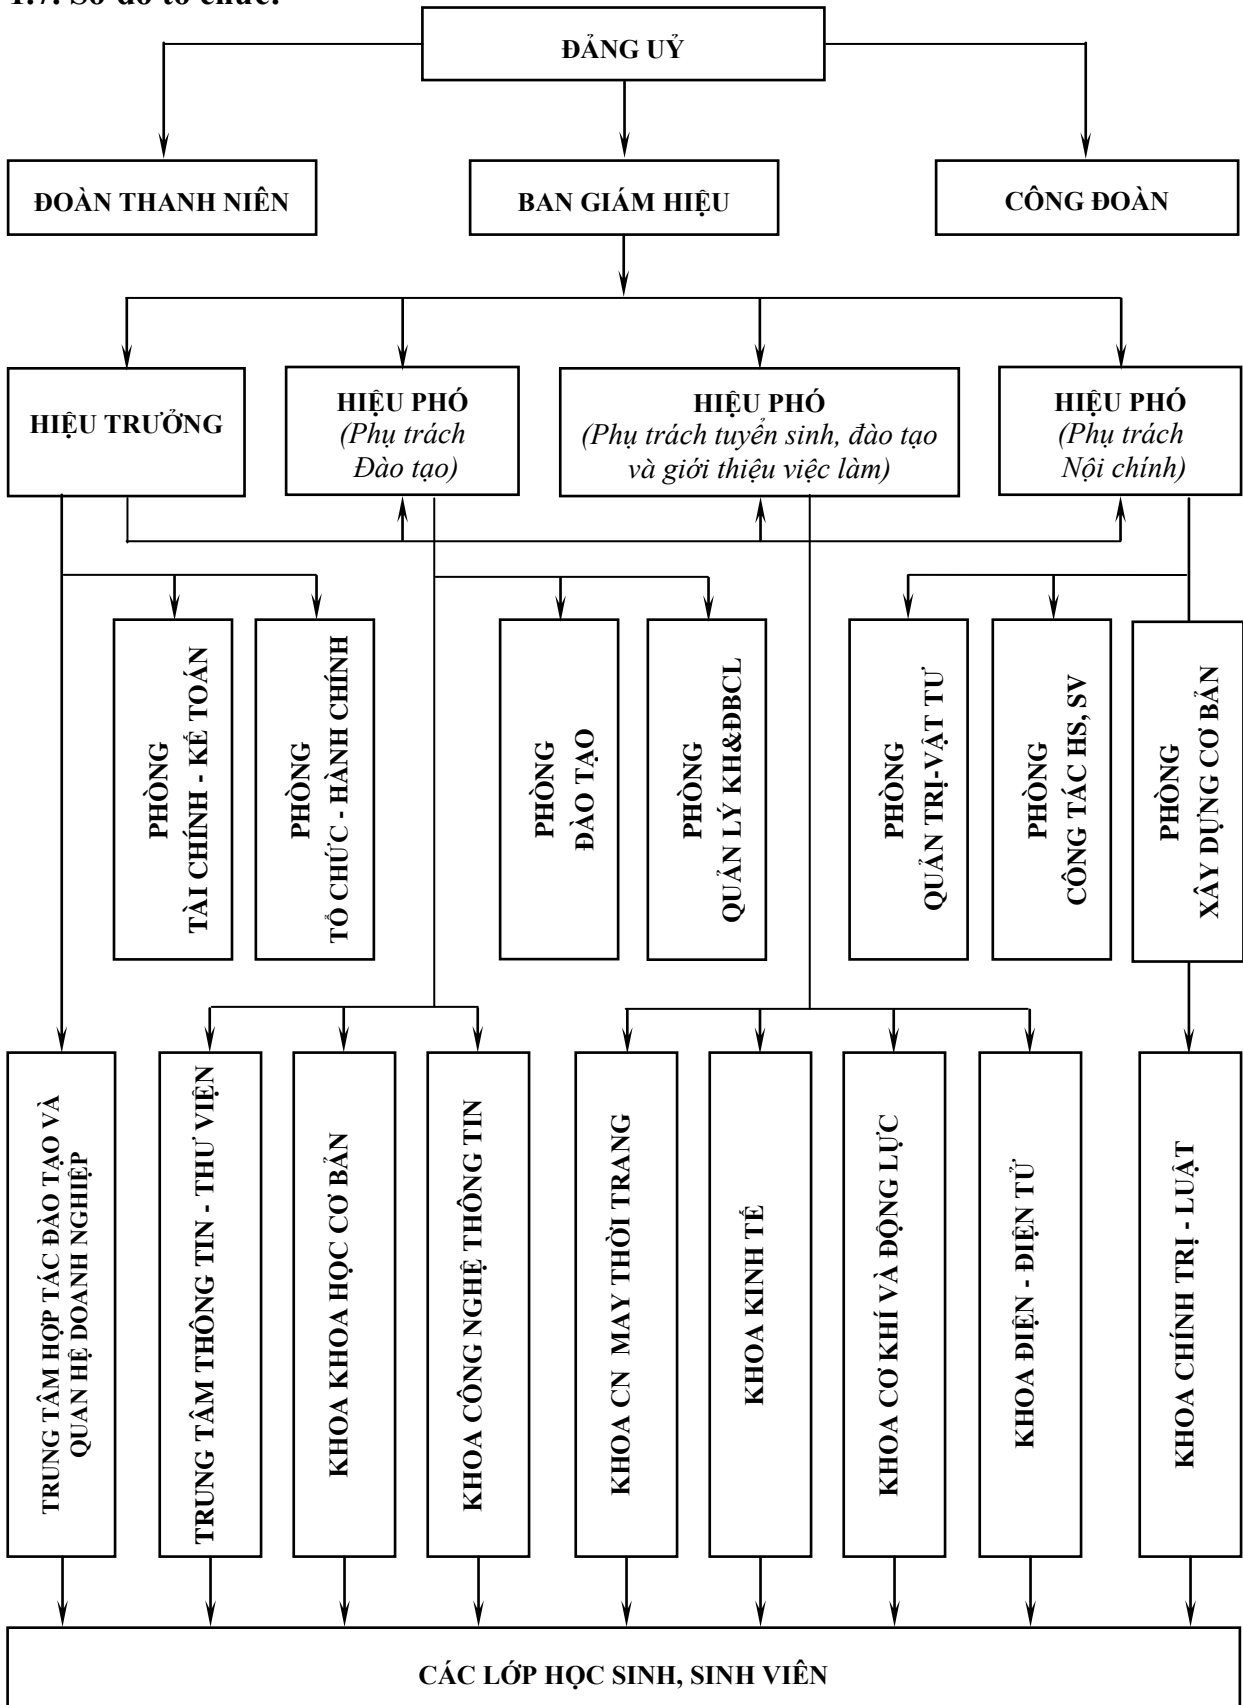 1.7. Sơ đồ tổ chức:
ĐẢNG UỶ
ĐOÀN THANH NIÊN
BAN GIÁM HIỆU
CÔNG ĐOÀN
HIỆU TRƯỞNG
HIỆU PHÓ
(Phụ trách
Đào tạo)
HIỆU PHÓ
(Phụ trách tuyển sinh, đào tạo
và giới thiệu việc làm)
HIỆU PHÓ
(Phụ trách
Nội chính)
PHÒNG
TÀI CHÍNH - KẾ TOÁN
PHÒNG
TỔ CHỨC - HÀNH CHÍNH
PHÒNG
ĐÀO TẠO
PHÒNG
QUẢN LÝ KH&ĐBCL
PHÒNG
QUẢN TRỊ-VẬT TƯ
PHÒNG
CÔNG TÁC HS, SV
PHÒNG
XÂY DỰNG CƠ BẢN
TRUNG TÂM HỢP TÁC ĐÀO TẠO VÀ
QUAN HỆ DOANH NGHIỆP
TRUNG TÂM THÔNG TIN - THƯ VIỆN
KHOA KHOA HỌC CƠ BẢN
KHOA CÔNG NGHỆ THÔNG TIN
KHOA CN MAY THỜI TRANG
KHOA KINH TẾ
KHOA CƠ KHÍ VÀ ĐỘNG LỰC
KHOA ĐIỆN - ĐIỆN TỬ
KHOA CHÍNH TRỊ - LUẬT
CÁC LỚP HỌC SINH, SINH VIÊN